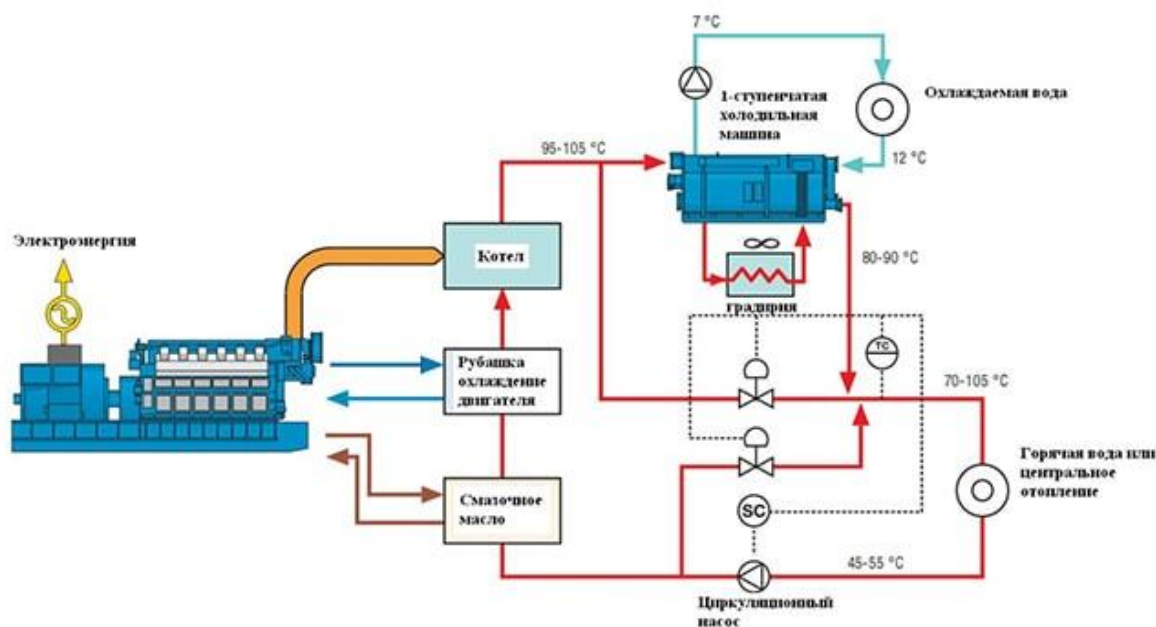 7 °C
1-ступенчатая
холодильная
машина
Охлаждаемая вода
95-105 °C
12 °C
Электроэнергия
Котел
80-90 °C
градирня
Рубашка
охлаждение
двигателя
TC
70-105 °C
Горячая вода или
центральное
отопление
Смазочное
масло
SC
45-55 °C
Циркуляционный
насос